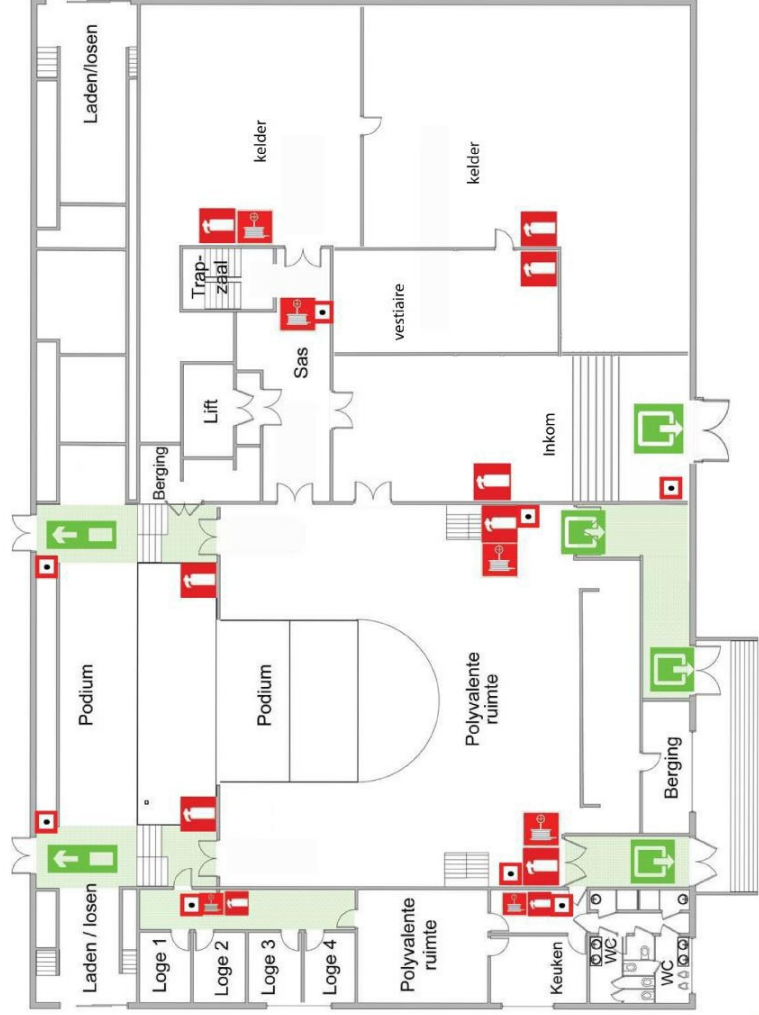 Laden/losen
kelder
kelder
Trap-
zaal
vestiaire
Sas
Lift
Inkom
Berging
Podium
Podium
Polyvalente
ruimte
Berging
Laden / losen
Loge 1
Loge 2
Loge 3
Loge 4
Polyvalente
ruimte
Keuken
WC
WC